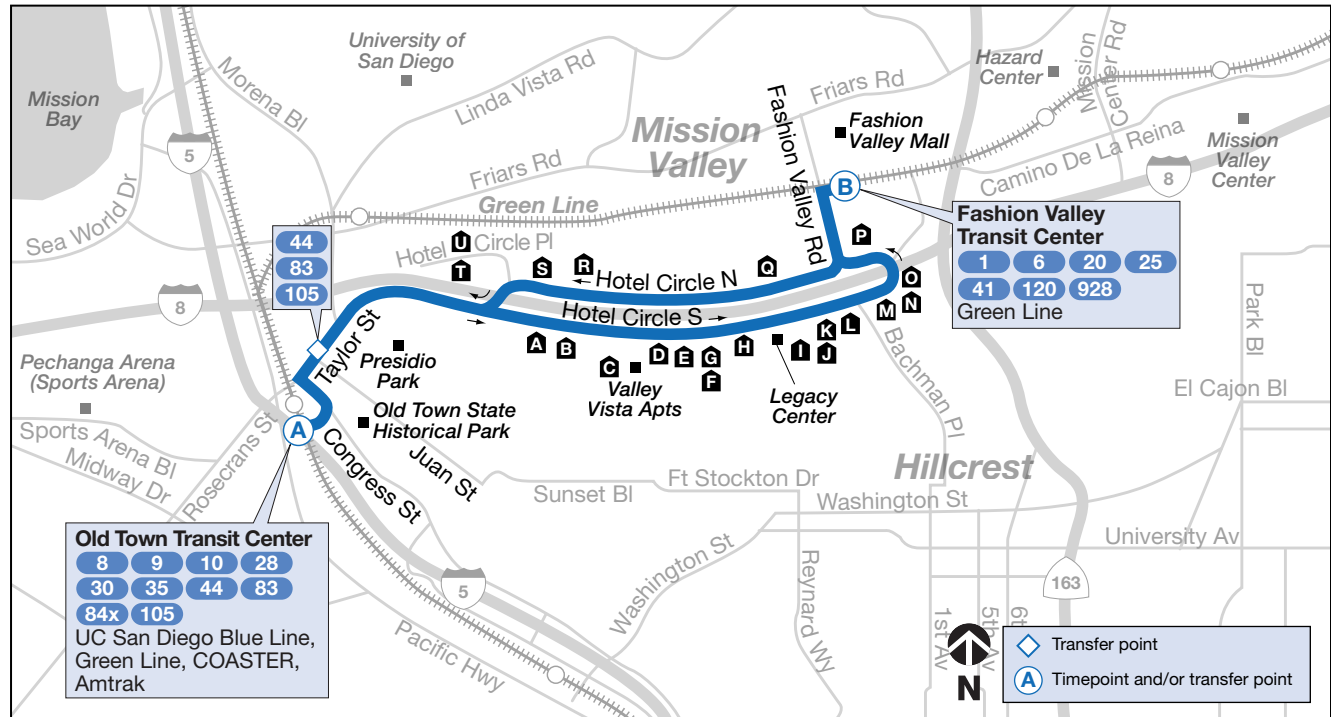 University of
San Diego
Mission
Bay
Morena Bl
Linda Vista Rd
Hazard
Center
Mission
Center Rd
Friars Rd
Fashion
Valley Mall
Mission
Valley
Fashion Valley Rd
5
Friars Rd
Camino De La Reina
Mission
Valley
Center
8
Sea World Dr
Green Line
B
Fashion Valley
Transit Center
1 6 20 25
41 120 928
Green Line
44
83
105
Hotel Circle Pl
U
T
S
R
Q
P
O
N
M
Hotel Circle N
Hotel Circle S
8
Taylor St
A
B
C
D
E
G
F
H
I
J
K
L
Presidio
Park
Valley
Vista Apts
Legacy
Center
Bachman Pl
Park Bl
El Cajon Bl
Pechanga Arena
(Sports Arena)
Old Town State
Historical Park
A
Sports Arena Bl
Midway Dr
Rosecrans St
Congress St
Juan St
Sunset Bl
Ft Stockton Dr
Hillcrest
Washington St
University Av
Washington St
Reynard Wy
Old Town Transit Center
8 9 10 28
30 35 44 83
84x 105
UC San Diego Blue Line,
Green Line, COASTER,
Amtrak
5
Pacific Hwy
163
1st Av
5th Av
6th
N
Transfer point
A Timepoint and/or transfer point